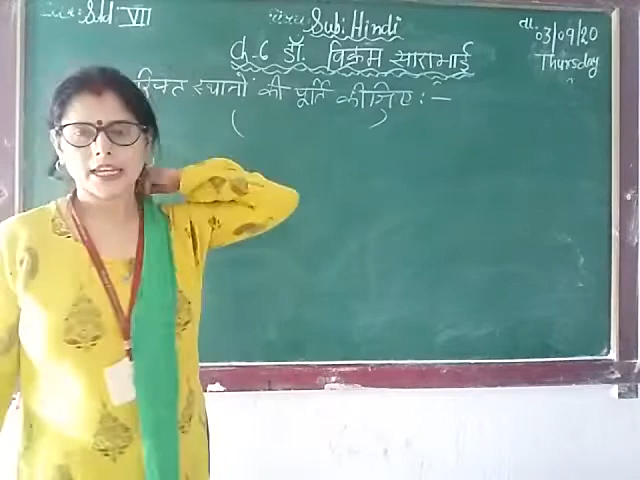 Std VII
विषय: Sub: Hindi
ता. 03/09/20
Thursday
Ch-6 डॉ. विक्रम साराभाई
रिक्त स्थानों की पूर्ति कीजिए :-
( )